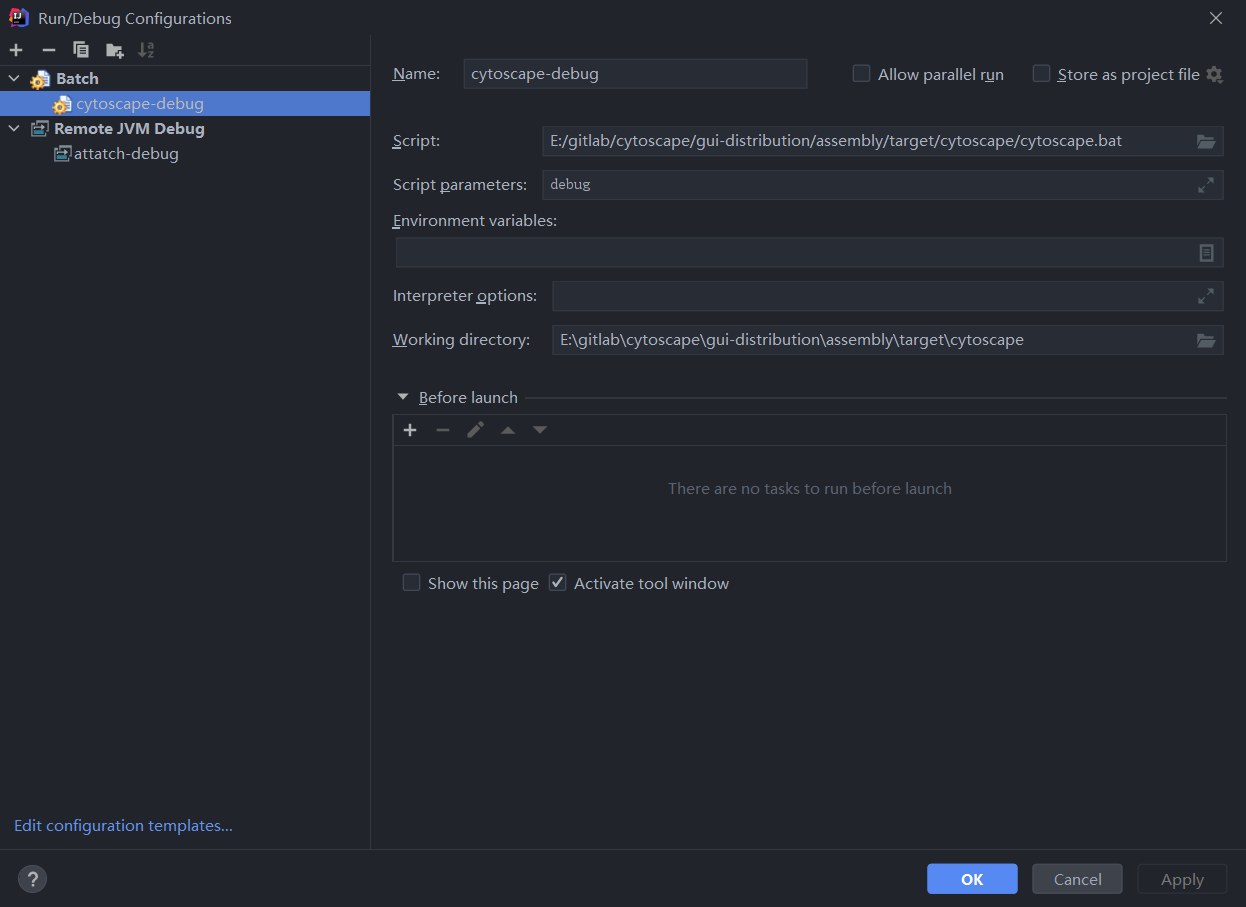 Run/Debug Configurations
Batch
cytoscape-debug
Remote JVM Debug
attatch-debug
Edit configuration templates...
Name: cytoscape-debug Allow parallel run Store as project file
Script: E:/gitlab/cytoscape/gui-distribution/assembly/target/cytoscape/cytoscape.bat
Script parameters: debug
Environment variables:
Interpreter options:
Working directory: E:\gitlab\cytoscape\gui-distribution\assembly\target\cytoscape
Before launch
There are no tasks to run before launch
Show this page Activate tool window
? OK Cancel Apply